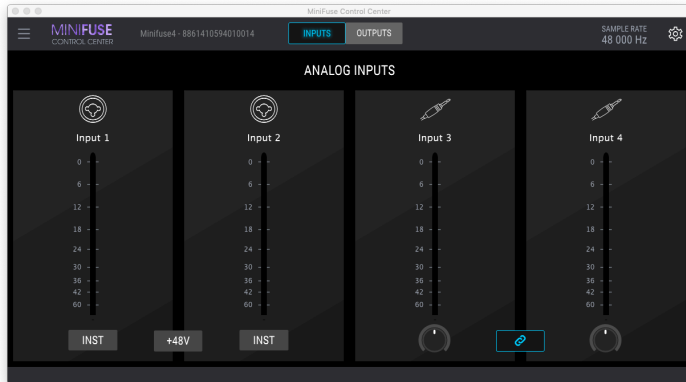 MiniFuse Control Center
MINIFUSE
CONTROL CENTER
Minifuse4 - 8861410594010014
INPUTS
OUTPUTS
SAMPLE RATE
48 000 Hz
ANALOG INPUTS
Input 1
0
6
12
18
24
30
36
42
60
INST
+48V
Input 2
0
6
12
18
24
30
36
42
60
INST
Input 3
0
6
12
18
24
30
36
42
60
Input 4
0
6
12
18
24
30
36
42
60